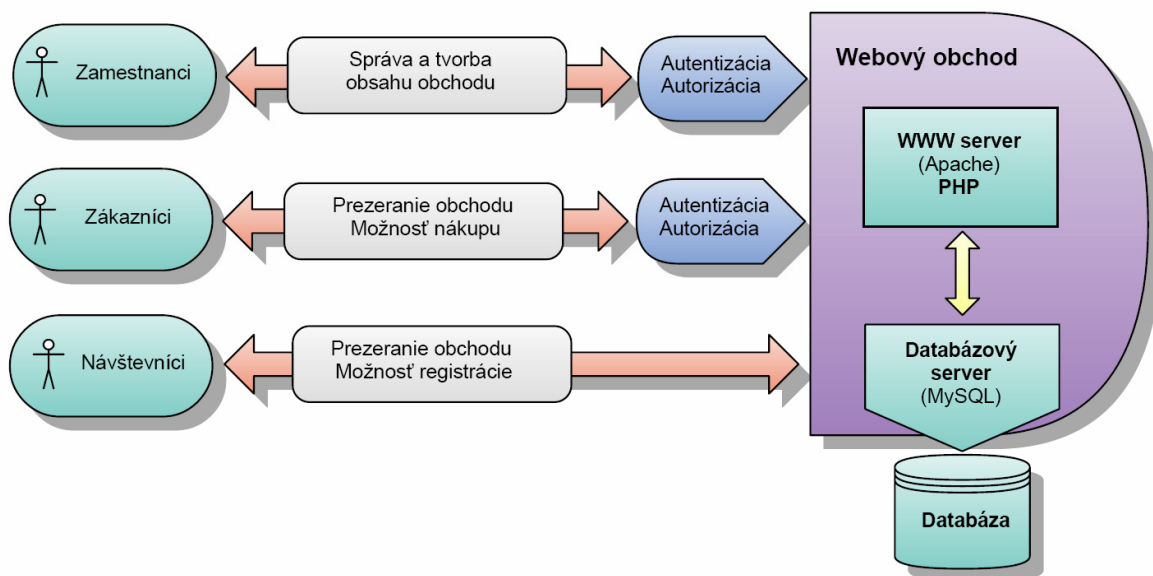 Zamestnanci
Správa a tvorba
obsahu obchodu
Autentizácia
Autorizácia
Webový obchod
WWW server
(Apache)
PHP
Zákazníci
Prezeranie obchodu
Možnosť nákupu
Autentizácia
Autorizácia
Návštevníci
Prezeranie obchodu
Možnosť registrácie
Databázový
server
(MySQL)
Databáza